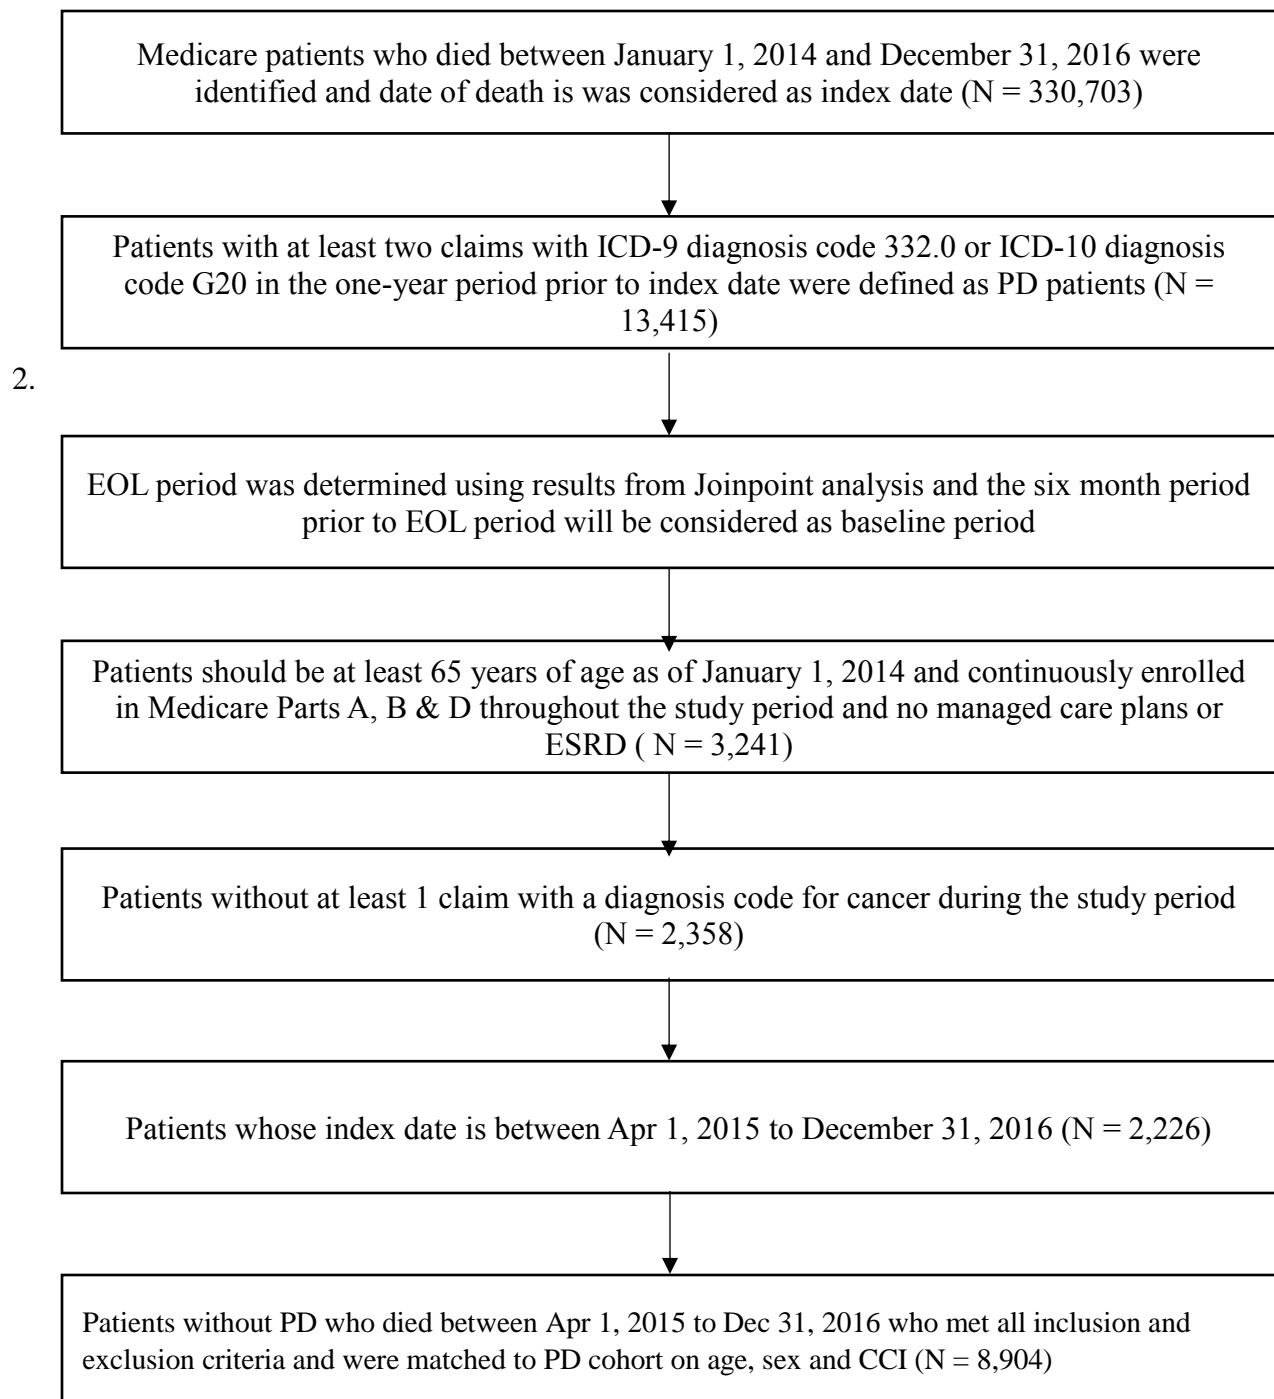 Medicare patients who died between January 1, 2014 and December 31, 2016 were
identified and date of death is was considered as index date (N = 330,703)
Patients with at least two claims with ICD-9 diagnosis code 332.0 or ICD-10 diagnosis
code G20 in the one-year period prior to index date were defined as PD patients (N =
13,415)
2.
EOL period was determined using results from Joinpoint analysis and the six month period
prior to EOL period will be considered as baseline period
Patients should be at least 65 years of age as of January 1, 2014 and continuously enrolled
in Medicare Parts A, B & D throughout the study period and no managed care plans or
ESRD ( N = 3,241)
Patients without at least 1 claim with a diagnosis code for cancer during the study period
(N = 2,358)
Patients whose index date is between Apr 1, 2015 to December 31, 2016 (N = 2,226)
Patients without PD who died between Apr 1, 2015 to Dec 31, 2016 who met all inclusion and
exclusion criteria and were matched to PD cohort on age, sex and CCI (N = 8,904)